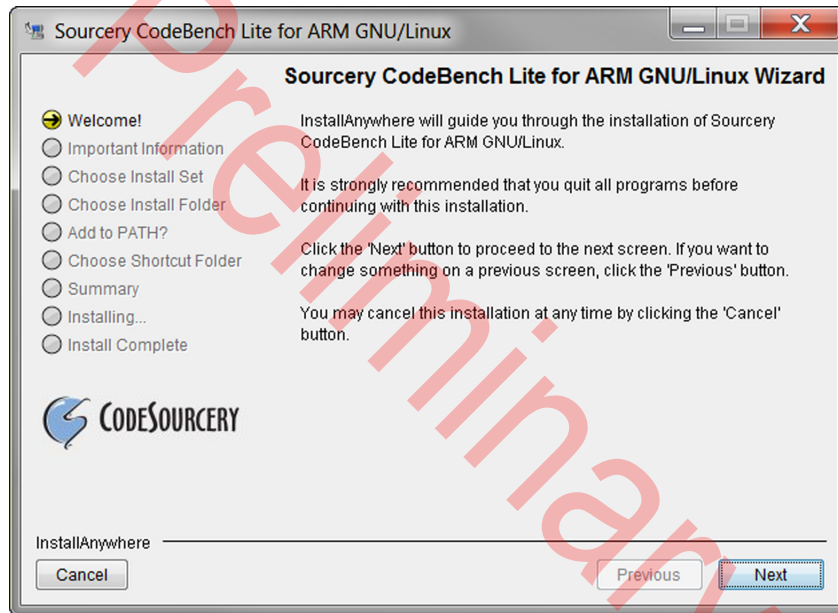 Sourcery CodeBench Lite for ARM GNU/Linux
Sourcery CodeBench Lite for ARM GNU/Linux Wizard
Welcome!
Important Information
Choose Install Set
Choose Install Folder
Add to PATH?
Choose Shortcut Folder
Summary
Installing...
Install Complete
InstallAnywhere will guide you through the installation of Sourcery
CodeBench Lite for ARM GNU/Linux.
It is strongly recommended that you quit all programs before
continuing with this installation.
Click the 'Next' button to proceed to the next screen. If you want to
change something on a previous screen, click the 'Previous' button.
You may cancel this installation at any time by clicking the 'Cancel'
button.
CODESOURCERY
InstallAnywhere
Cancel
Previous
Next
Preliminary